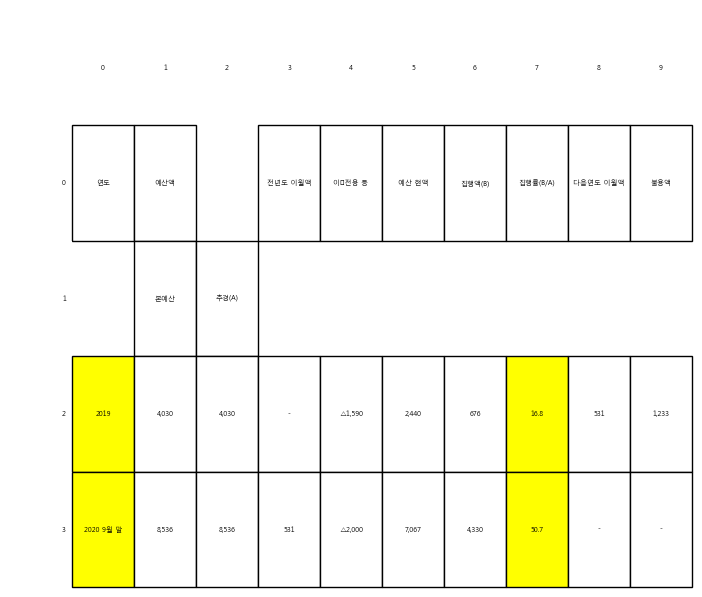 0 1 2 3 4 5 6 7 8 9
0 연도 예산액 전년도 이월액 이□전용 등 예산 현액 집행액(B) 집행률(B/A) 다음연도 이월액 불용액
1 본예산 추경(A)
2 2019 4,030 4,030 - △1,590 2,440 676 16.8 531 1,233
3 2020 9월 말 8,536 8,536 531 △2,000 7,067 4,330 50.7 - -